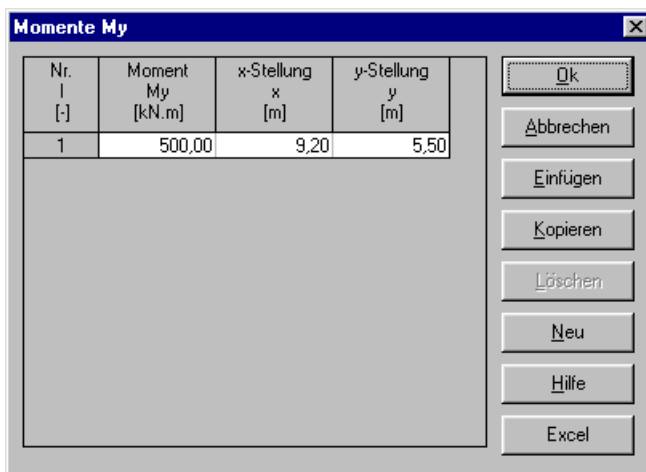 Momente My
Nr. Moment x-Stellung y-Stellung
I My x y
[-] [kN.m] [m] [m]
1 500,00 9,20 5,50
Ok
Abbrechen
Einfügen
Kopieren
Löschen
Neu
Hilfe
Excel